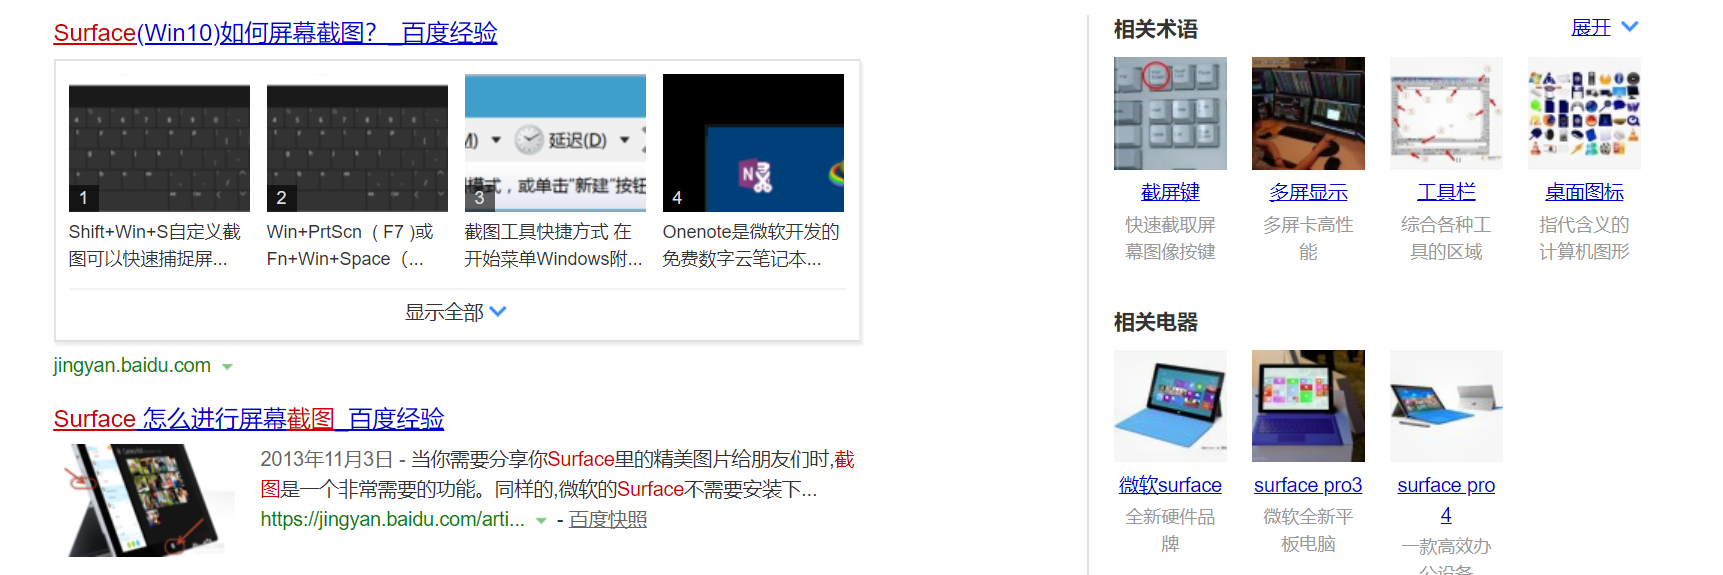 Surface(Win10)如何屏幕截图？_百度经验
M) 延迟(D)
模式，或单击"新建"按钮
1
2
3
4
Shift+Win+S自定义截
图可以快速捕捉屏...
Win+PrtScn（F7 )或
Fn+Win+Space（...
截图工具快捷方式 在
开始菜单Windows附...
Onenote是微软开发的
免费数字云笔记本...
显示全部
jingyan.baidu.com
Surface 怎么进行屏幕截图_百度经验
2013年11月3日 - 当你需要分享你Surface里的精美图片给朋友们时,截
图是一个非常需要的功能。同样的,微软的Surface不需要安装下...
https://jingyan.baidu.com/arti... - 百度快照
相关术语 展开
截屏键
快速截取屏
幕图像按键
多屏显示
多屏卡高性
能
工具栏
综合各种工
具的区域
桌面图标
指代含义的
计算机图形
相关电器
微软surface
全新硬件品
牌
surface pro3
微软全新平
板电脑
surface pro
4
一款高效办
公设备